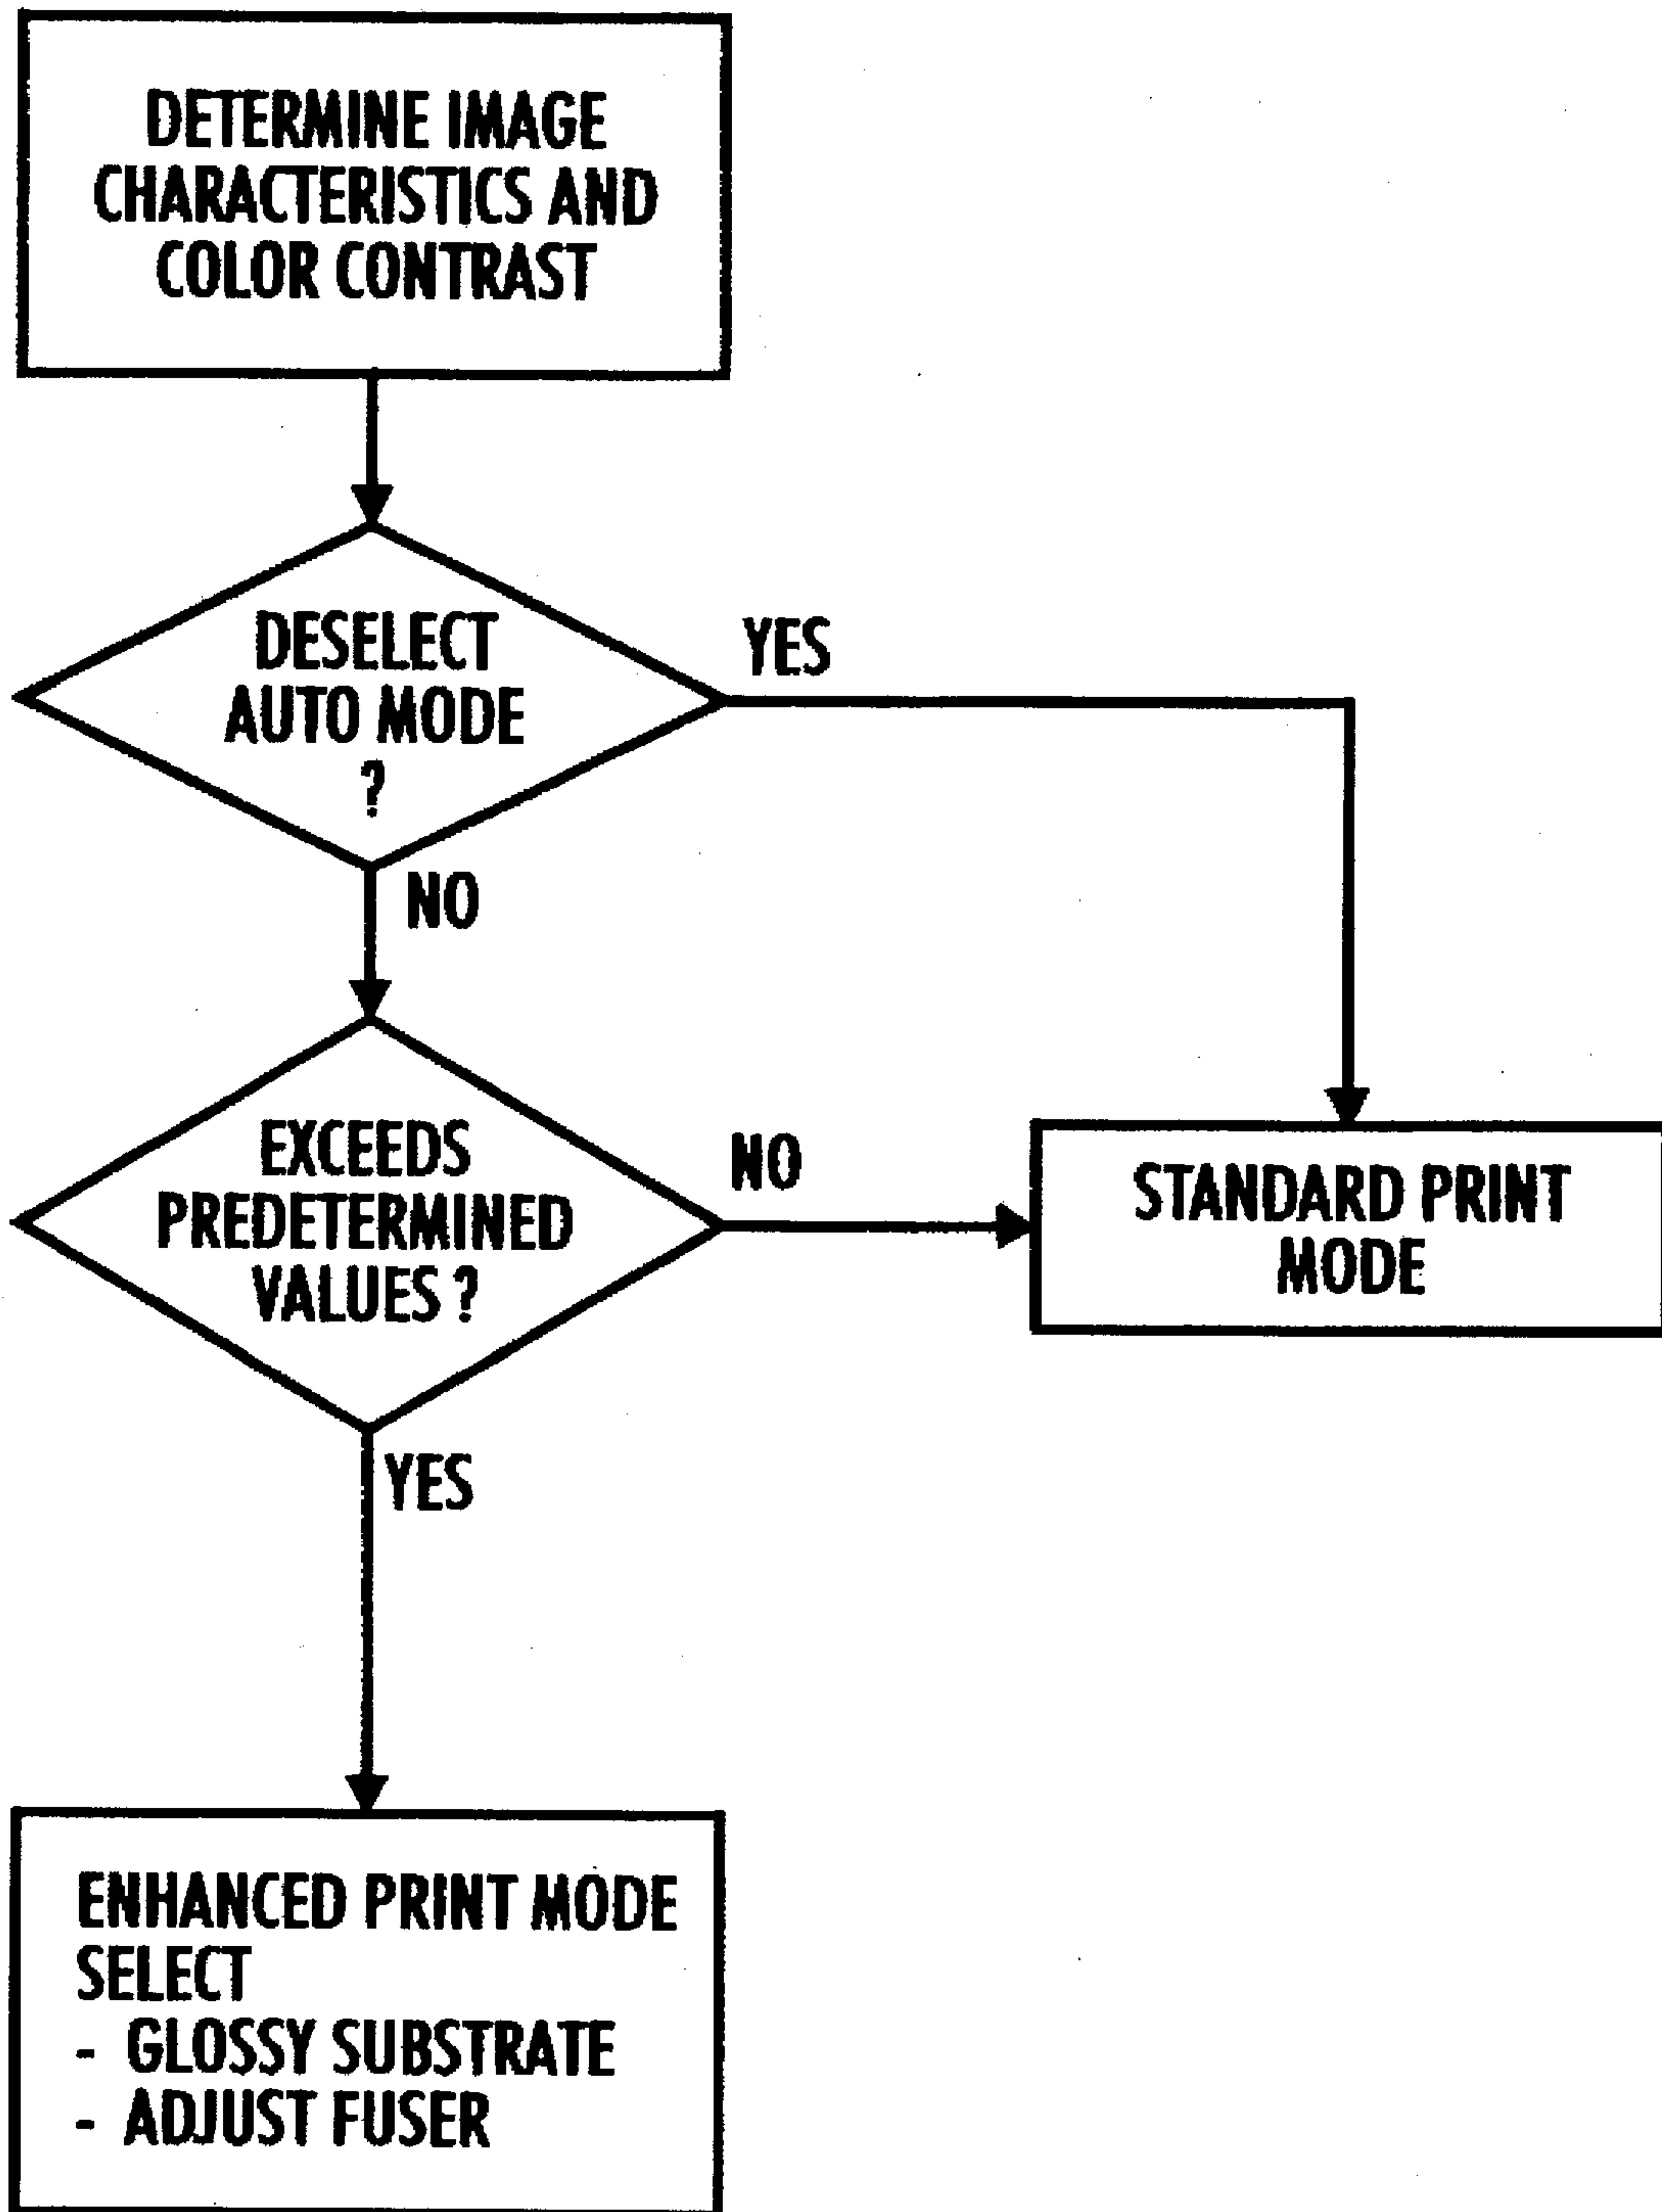 DETERMINE IMAGE
CHARACTERISTICS AND
COLOR CONTRAST
DESELECT
AUTO MODE
?
YES
NO
EXCEEDS
PREDETERMINED
VALUES ?
NO
STANDARD PRINT
MODE
YES
ENHANCED PRINT MODE
SELECT
- GLOSSY SUBSTRATE
- ADJUST FUSER